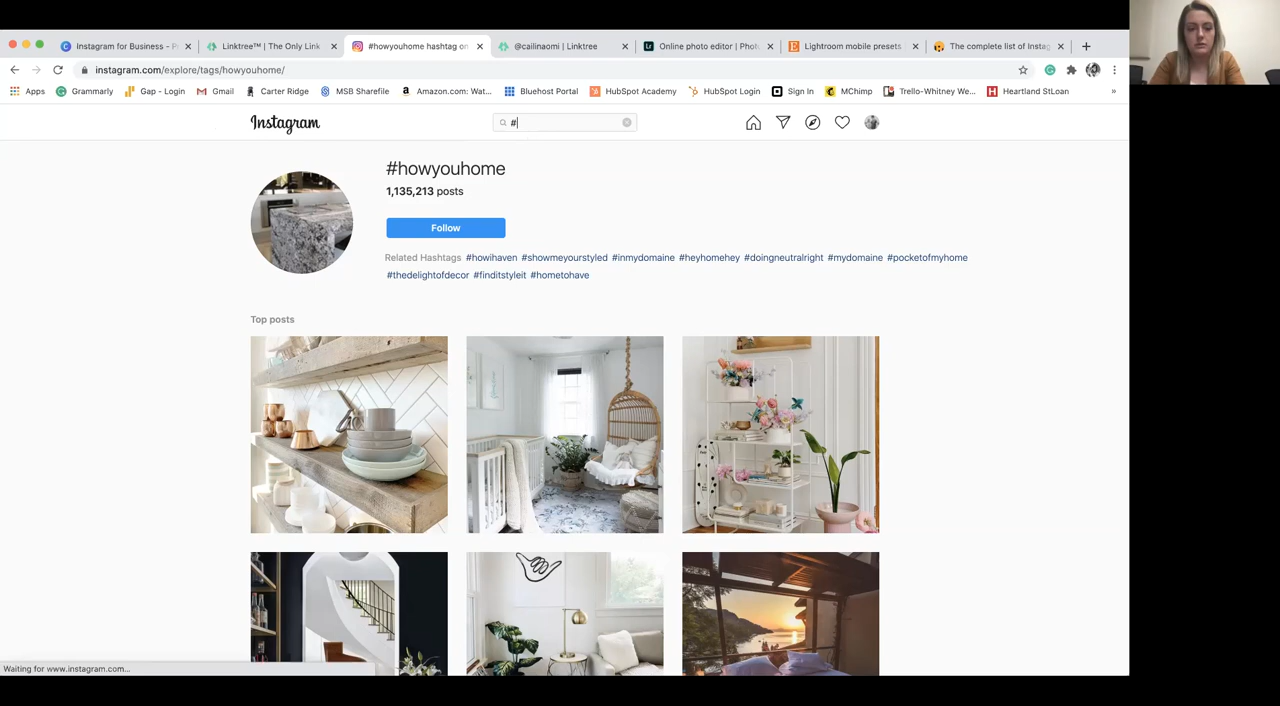 Instagram for Business - P
Linktree™ | The Only Link
#howyouhome hashtag on
@cailinaomi | Linktree
Online photo editor | Phot
Lightroom mobile presets
The complete list of Instag
instagram.com/explore/tags/howyouhome/
Apps
Grammarly
Gap - Login
Gmail
Carter Ridge
MSB Sharefile
Amazon.com: Wat...
Bluehost Portal
HubSpot Academy
HubSpot Login
Sign In
MChimp
Trello-Whitney We...
Heartland StLoan
»
Instagram
#
#howyouhome
1,135,213 posts
Follow
Related Hashtags #howihaven #showmeyourstyled #inmydomaine #heyhomehey #doingneutralright #mydomaine #pocketofmyhome
#thedelightofdecor #finditstyleit #hometohave
Top posts
Waiting for www.instagram.com...